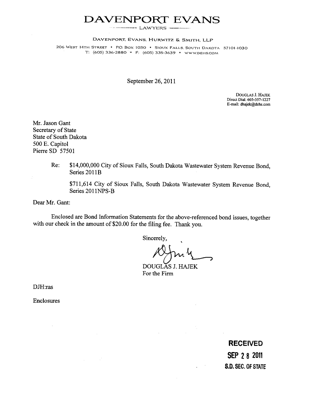 DAVENPORT EVANS
LAWYERS
DAVENPORT, EVANS, HURWITZ & SMITH, LLP
206 WEST 14TH STREET • PO BOX 1030 • SIOUX FALLS, SOUTH DAKOTA 57101-1030
T: (605) 336-2880 • F: (605) 335-3639 • WWW.DEHS.COM
September 26, 2011
DOUGLAS J. HAJEK
Direct Dial: 605-357-1227
E-mail: dhajek@dehs.com
Mr. Jason Gant
Secretary of State
State of South Dakota
500 E. Capitol
Pierre SD 57501
Re: $14,000,000 City of Sioux Falls, South Dakota Wastewater System Revenue Bond,
Series 2011B
$711,614 City of Sioux Falls, South Dakota Wastewater System Revenue Bond,
Series 2011NPS-B
Dear Mr. Gant:
Enclosed are Bond Information Statements for the above-referenced bond issues, together
with our check in the amount of $20.00 for the filing fee. Thank you.
Sincerely,
DOUGLAS J. HAJEK
For the Firm
DJH:ras
Enclosures
RECEIVED
SEP 28 2011
S.D. SEC. OF STATE